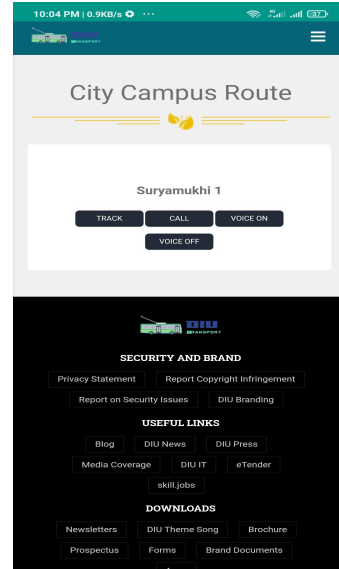 10:04 PM | 0.9KB/s ···
37
TRANSPORT
City Campus Route
Suryamukhi 1
TRACK CALL VOICE ON
VOICE OFF
DIU
TRANSPORT
SECURITY AND BRAND
Privacy Statement Report Copyright Infringement
Report on Security Issues DIU Branding
USEFUL LINKS
Blog DIU News DIU Press
Media Coverage DIU IT eTender
skill.jobs
DOWNLOADS
Newsletters DIU Theme Song Brochure
Prospectus Forms Brand Documents